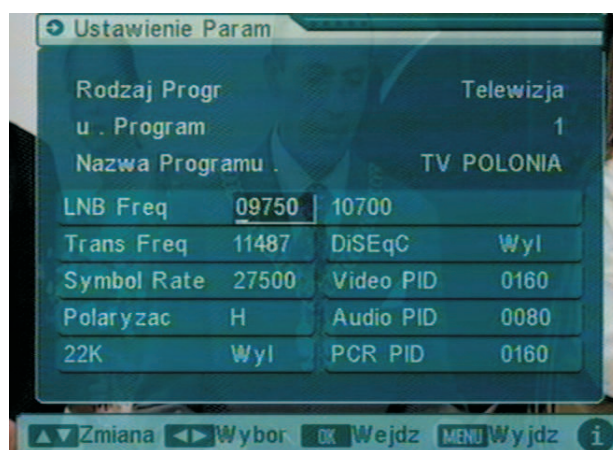 Ustawienie Param
Rodzaj Progr Telewizja
u . Program 1
Nazwa Programu . TV POLONIA
LNB Freq 09750 10700
Trans Freq 11487 DiSEqC Wyl
Symbol Rate 27500 Video PID 0160
Polaryzac H Audio PID 0080
22K Wyl PCR PID 0160
Zmiana Wybor OK Wejdz MENU Wyjdz i